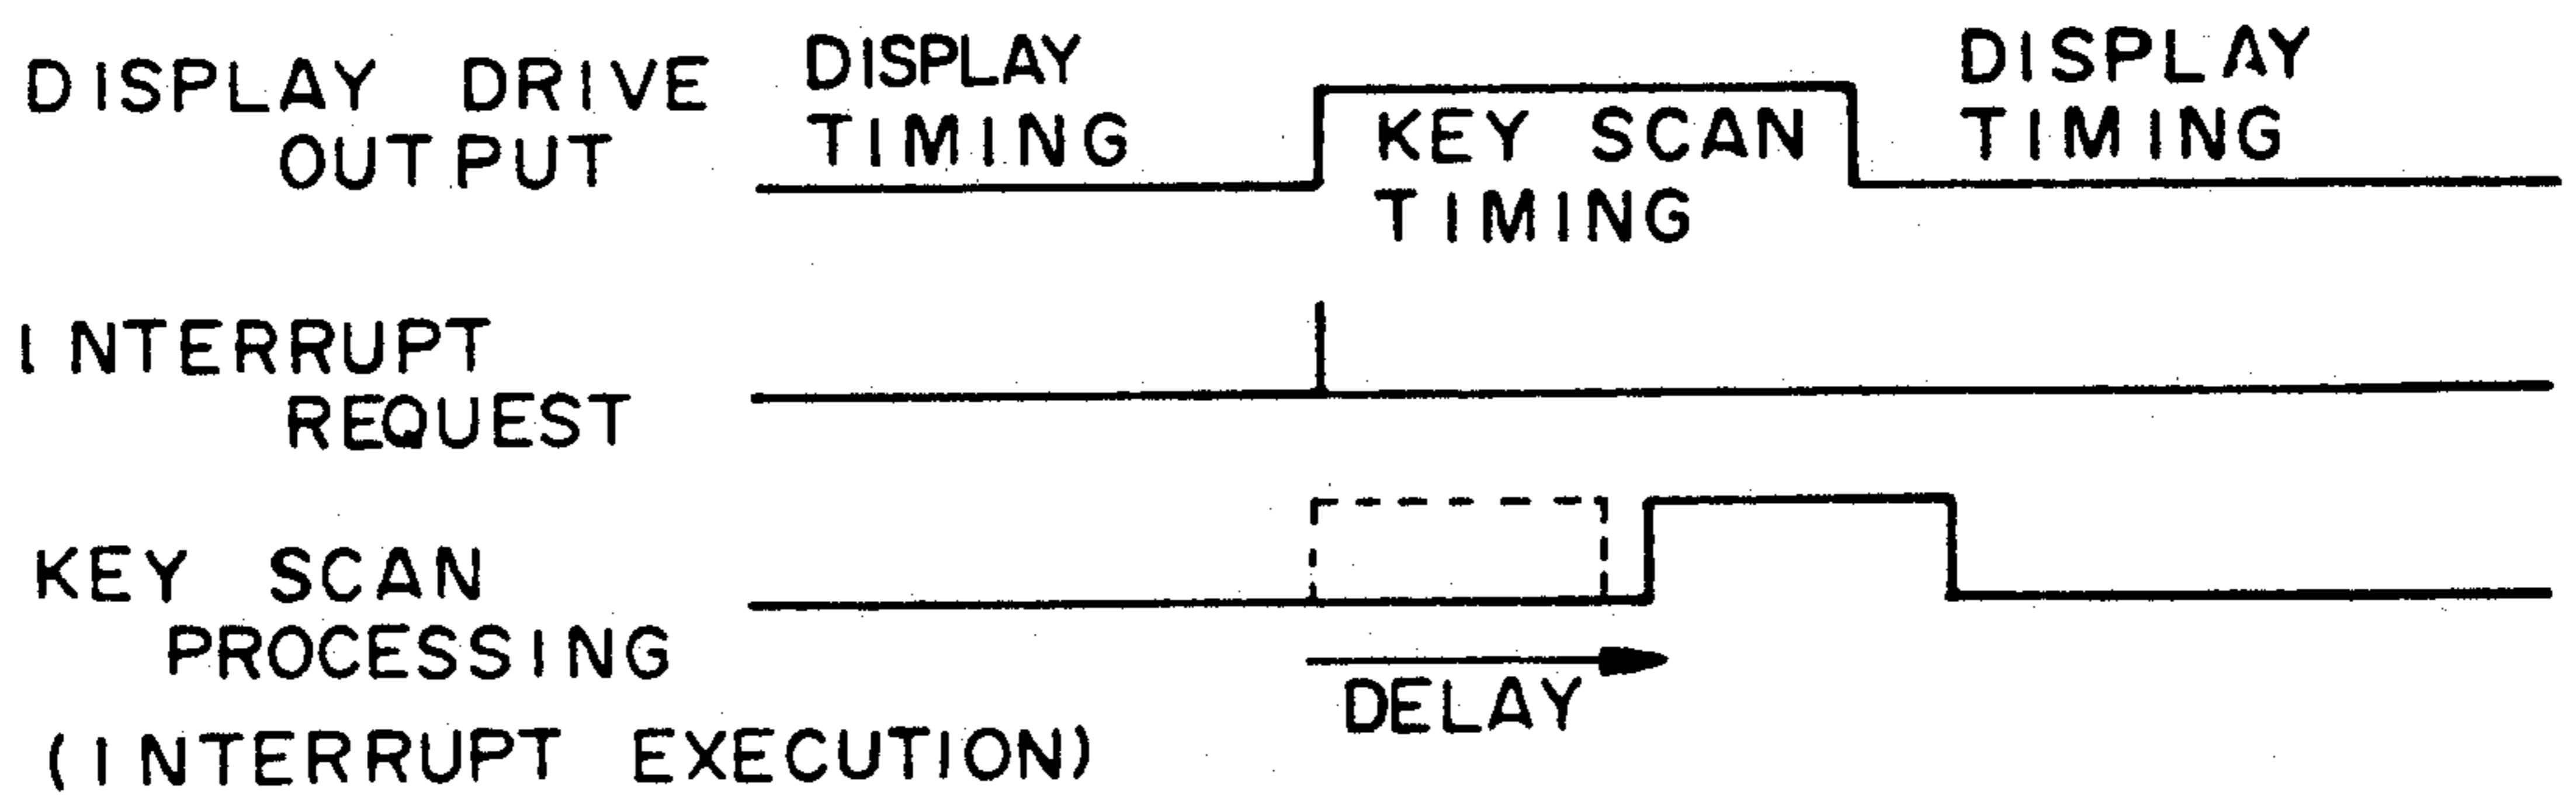 DISPLAY DRIVE
OUTPUT
DISPLAY
TIMING
KEY SCAN
TIMING
DISPLAY
TIMING
INTERRUPT
REQUEST
KEY SCAN
PROCESSING
(INTERRUPT EXECUTION)
DELAY